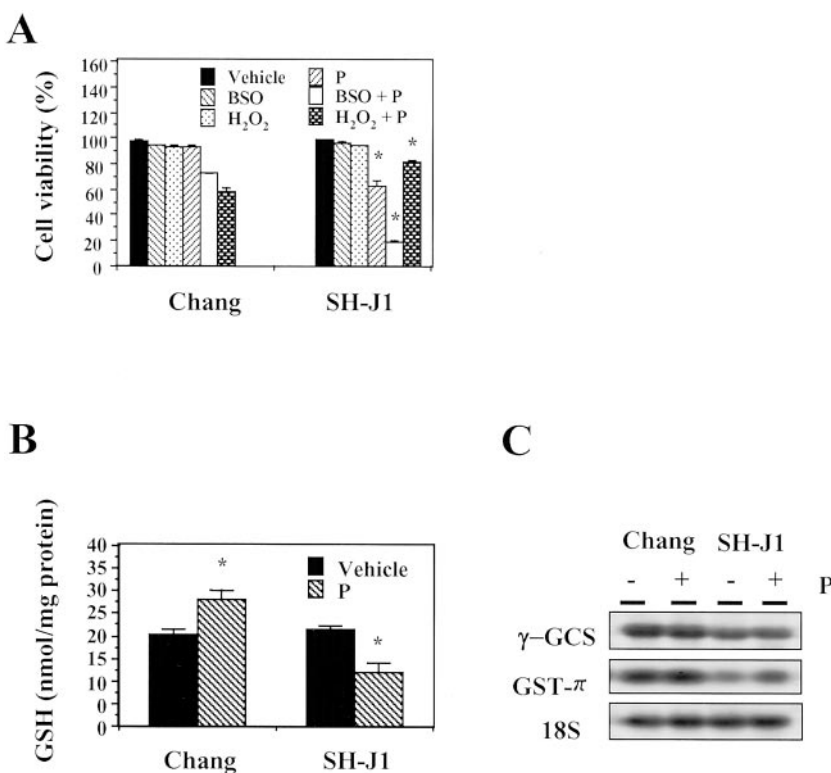 A
Cell viability (%)
160
140
120
100
80
60
40
20
0
Vehicle
BSO
H₂O₂
P
BSO + P
H₂O₂ + P
*
*
*
Chang
SH-J1
B
GSH (nmol/mg protein)
40
35
30
25
20
15
10
0
0
Vehicle
P
*
*
Chang
SH-J1
C
Chang SH-J1
- + - + P
γ–GCS
GST-π
18S